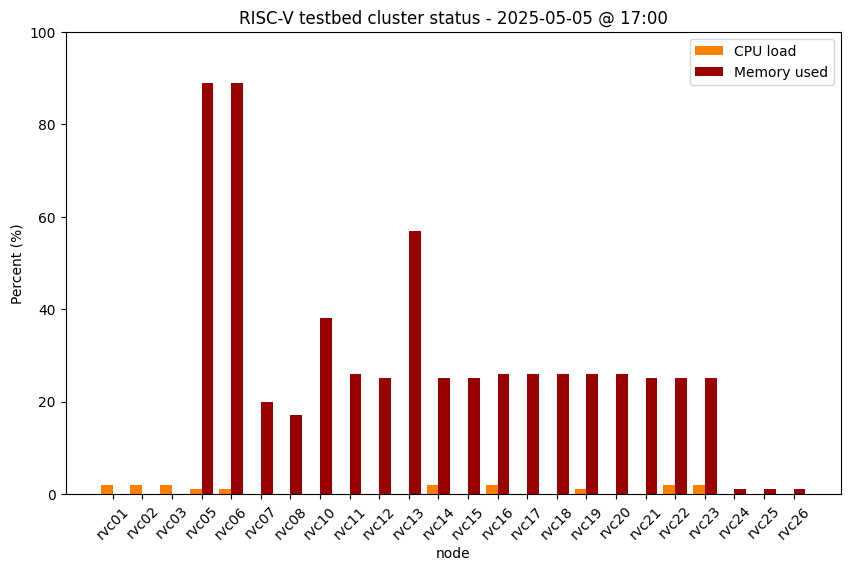 RISC-V testbed cluster status - 2025-05-05 @ 17:00
CPU load
Memory used
Percent (%)
100
80
60
40
20
0
rvc01 rvc02 rvc03 rvc05 rvc06 rvc07 rvc08 rvc10 rvc11 rvc12 rvc13 rvc14 rvc15 rvc16 rvc17 rvc18 rvc19 rvc20 rvc21 rvc22 rvc23 rvc24 rvc25 rvc26
node